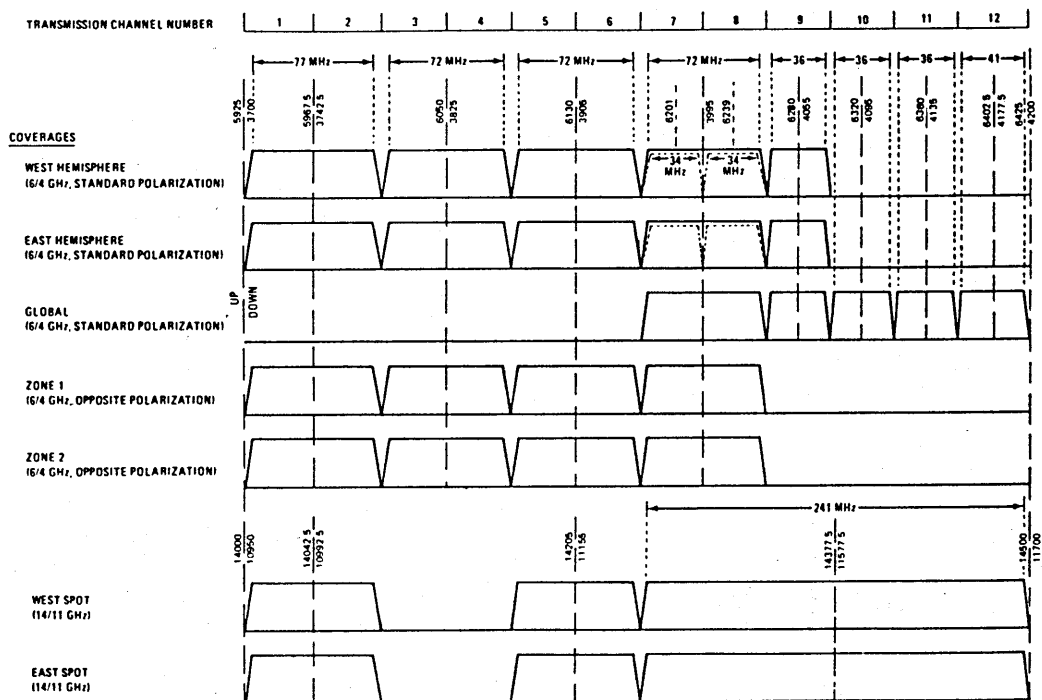 TRANSMISSION CHANNEL NUMBER 1 2 3 4 5 6 7 8 9 10 11 12
77 MHz 72 MHz 72 MHz 72 MHz 36 36 36 41
5925 3700
5967.5 3742.5
6050 3825
6130 3905
6201
3995
6239
6280 4055
6320 4095
6360 4135
6402.5 4177.5
6425 4200
COVERAGES
WEST HEMISPHERE
(6/4 GHz, STANDARD POLARIZATION)
34 MHz 34 MHz
EAST HEMISPHERE
(6/4 GHz, STANDARD POLARIZATION)
UP
DOWN
GLOBAL
(6/4 GHz, STANDARD POLARIZATION)
ZONE 1
(6/4 GHz, OPPOSITE POLARIZATION)
ZONE 2
(6/4 GHz, OPPOSITE POLARIZATION)
241 MHz
14000 10950
14042.5 10992.5
14205 11155
14377.5 11577.5
14500 11700
WEST SPOT
(14/11 GHz)
EAST SPOT
(14/11 GHz)